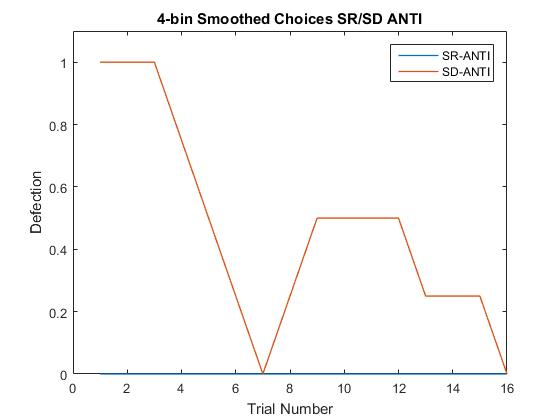 4-bin Smoothed Choices SR/SD ANTI
SR-ANTI
SD-ANTI
Defection
1
0.8
0.6
0.4
0.2
0
0 2 4 6 8 10 12 14 16
Trial Number